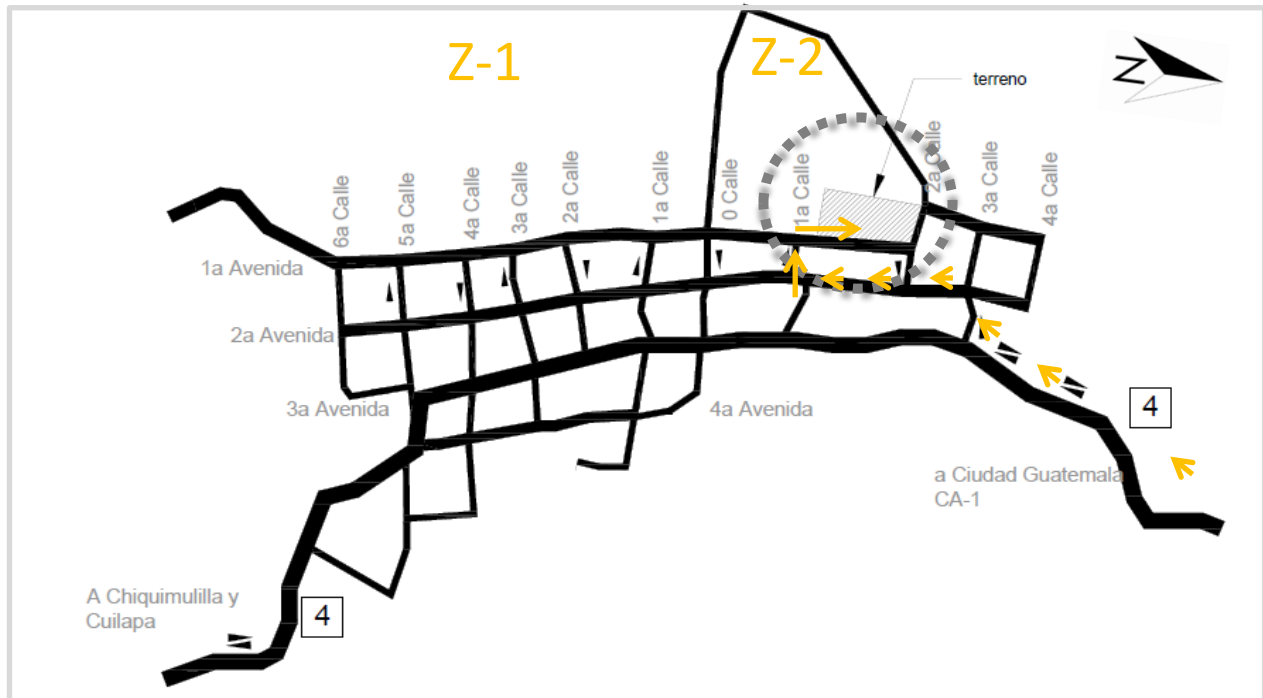 Z-1
Z-2
N
terreno
6a Calle
5a Calle
4a Calle
3a Calle
2a Calle
1a Calle
0 Calle
1a Calle
2a Calle
3a Calle
4a Calle
1a Avenida
2a Avenida
3a Avenida
4a Avenida
4
a Ciudad Guatemala
CA-1
A Chiquimulilla y
Cuilapa
4